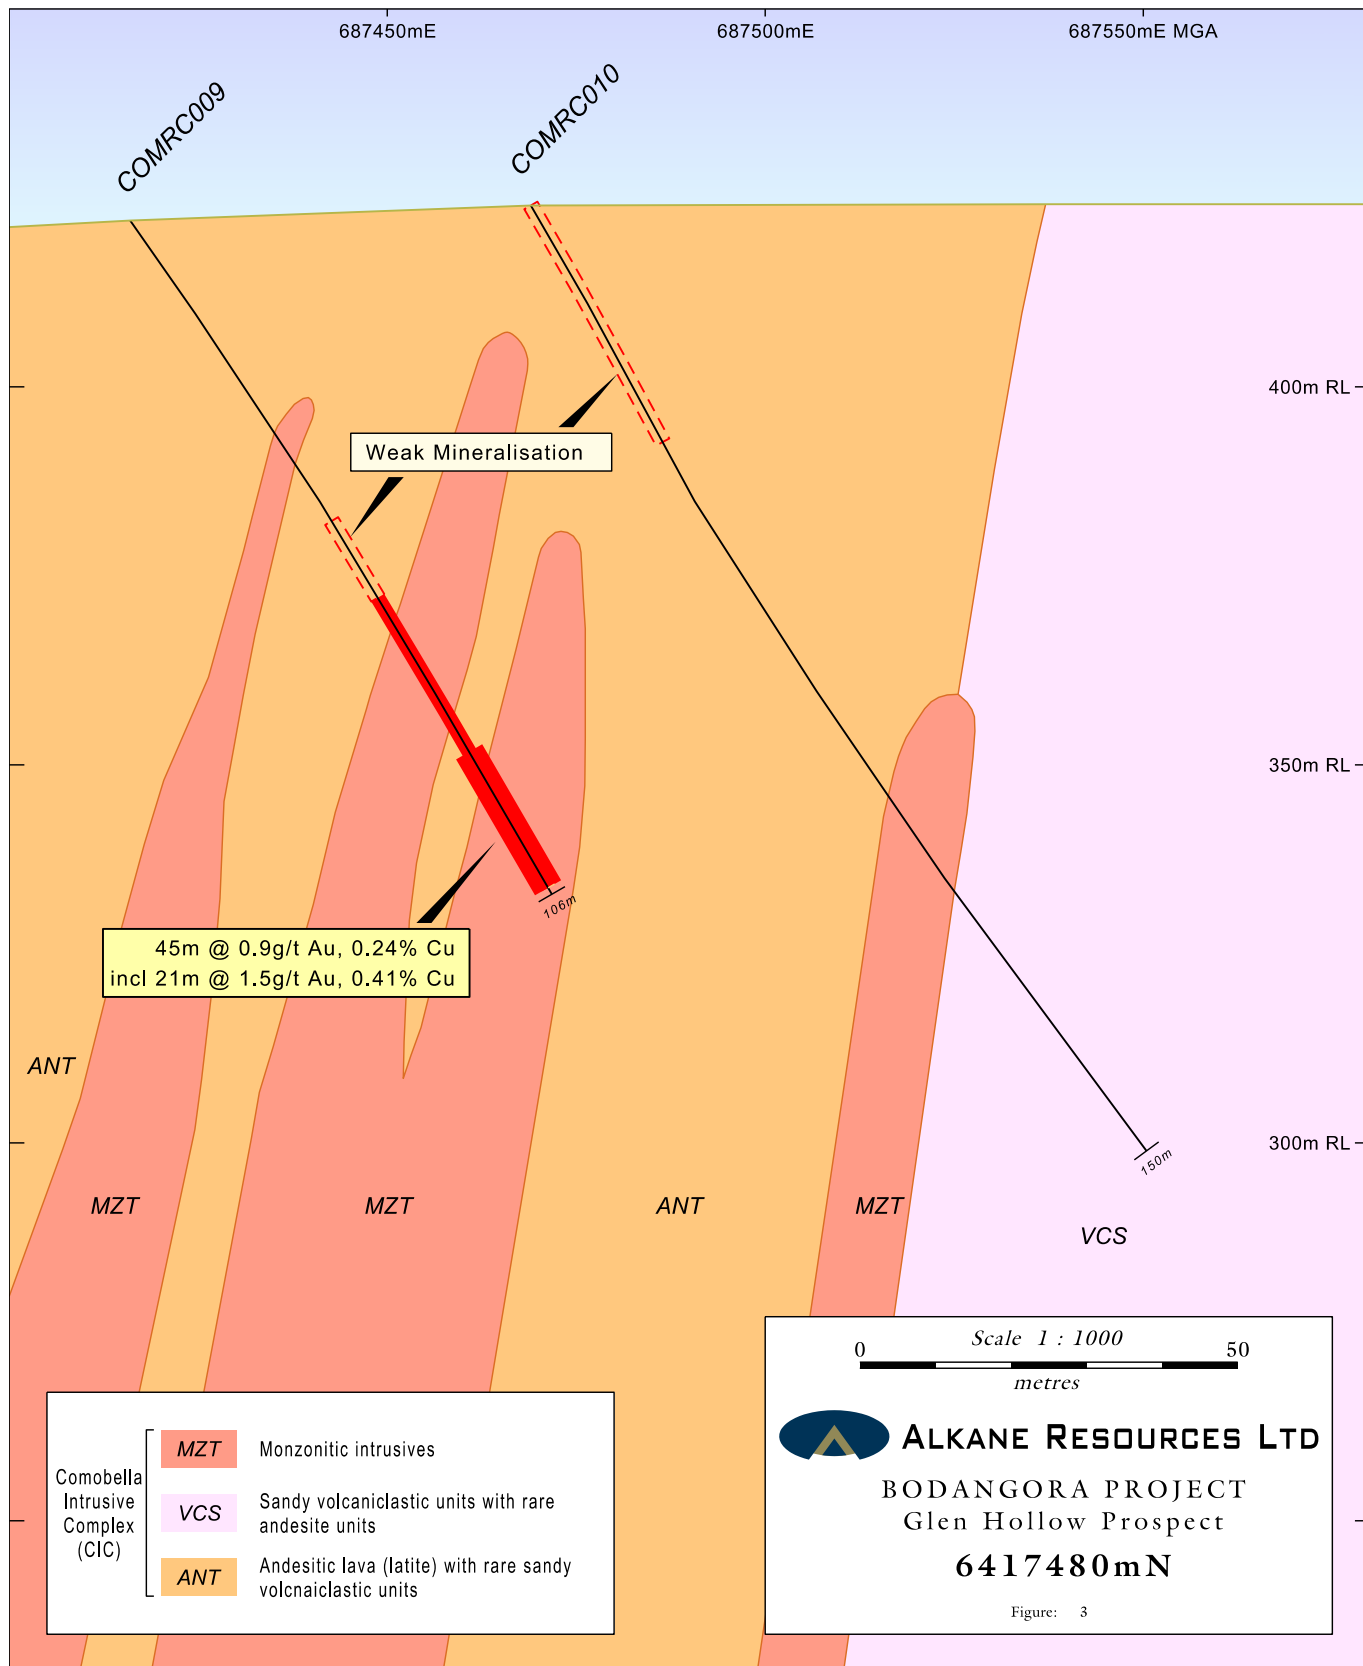 687450mE
687500mE
687550mE MGA
COMRC009
COMRC010
400m RL
Weak Mineralisation
350m RL
106m
45m @ 0.9g/t Au, 0.24% Cu
incl 21m @ 1.5g/t Au, 0.41% Cu
ANT
300m RL
150m
MZT
MZT
ANT
MZT
VCS
Scale 1 : 1000
0
50
metres
ALKANE RESOURCES LTD
BODANGORA PROJECT
Glen Hollow Prospect
6417480mN
Figure: 3
Comobella
Intrusive
Complex
(CIC)
MZT
Monzonitic intrusives
VCS
Sandy volcaniclastic units with rare
andesite units
ANT
Andesitic lava (latite) with rare sandy
volcnaiclastic units